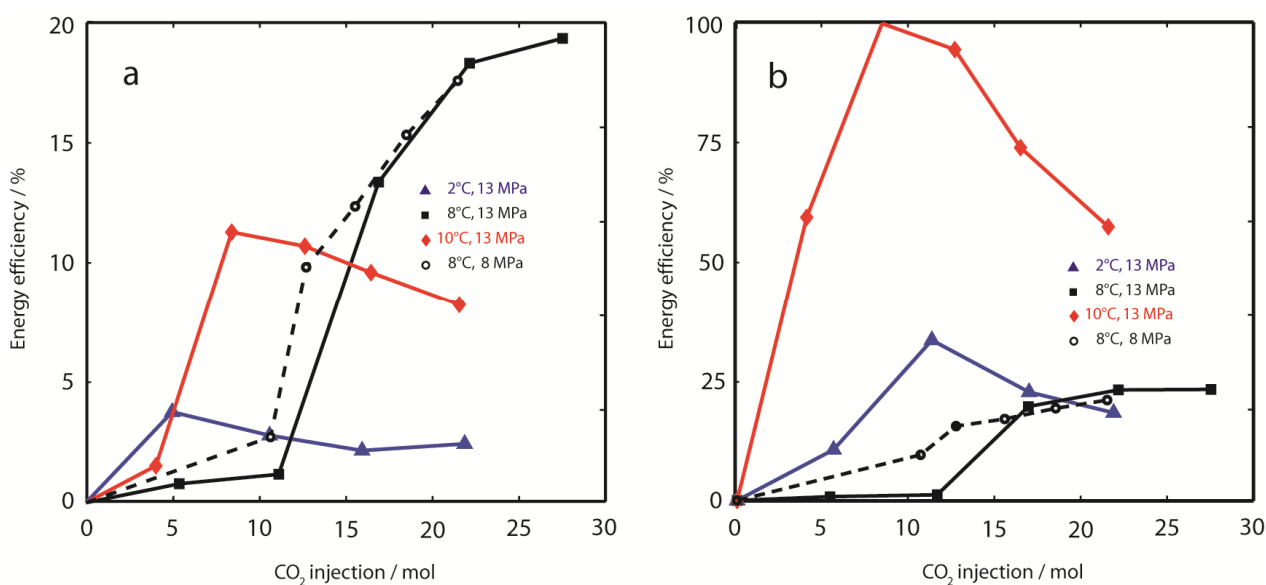 a
20
15
10
5
0
0 5 10 15 20 25 30
Energy efficiency / %
CO₂ injection / mol
2°C, 13 MPa
8°C, 13 MPa
10°C, 13 MPa
8°C, 8 MPa
b
100
75
50
25
0
0 5 10 15 20 25 30
Energy efficiency / %
CO₂ injection / mol
2°C, 13 MPa
8°C, 13 MPa
10°C, 13 MPa
8°C, 8 MPa